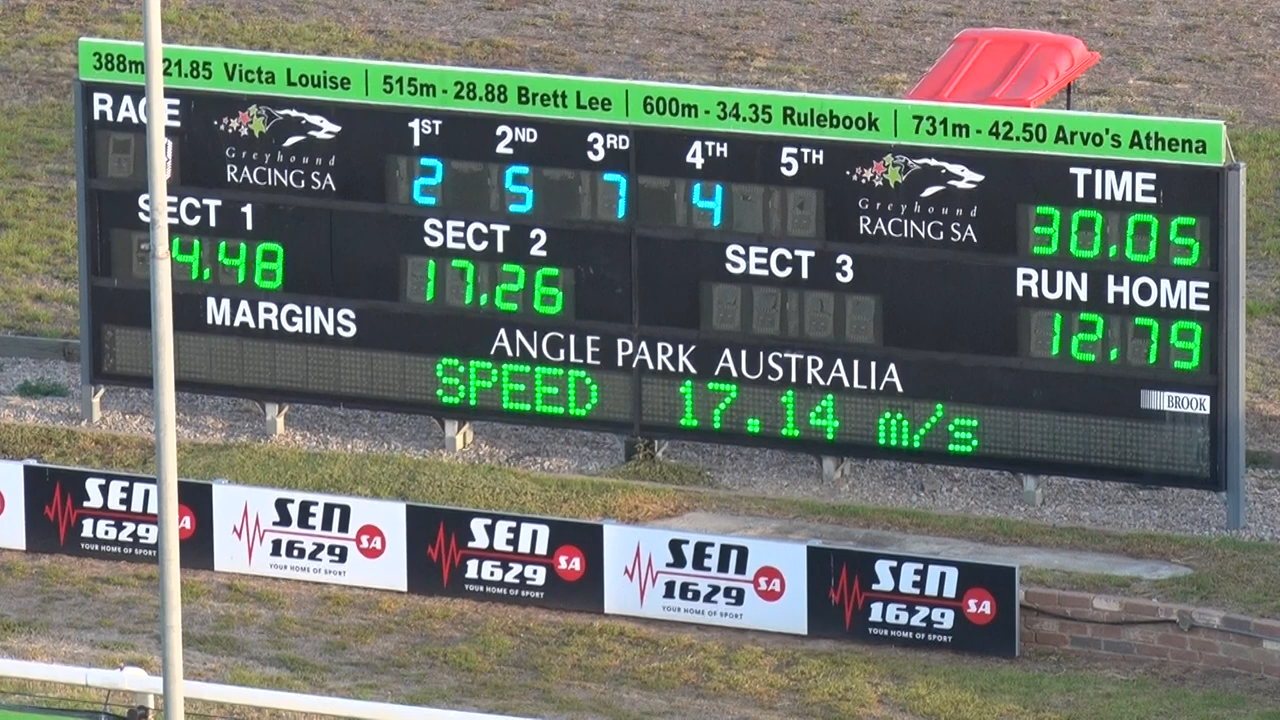 388m 21.85 Victa Louise | 515m - 28.88 Brett Lee | 600m - 34.35 Rulebook | 731m - 42.50 Arvo's Athena
RACE
Greyhound
RACING SA
1ST 2ND 3RD 4TH 5TH
2 5 7 4
Greyhound
RACING SA
TIME
30.05
SECT 1
4.48
SECT 2
17.26
SECT 3
RUN HOME
12.79
MARGINS
ANGLE PARK AUSTRALIA
SPEED 17.14 m/s
BROOK
SEN
1629
SA
YOUR HOME OF SPORT
SEN
1629
SA
YOUR HOME OF SPORT
SEN
1629
SA
YOUR HOME OF SPORT
SEN
1629
SA
YOUR HOME OF SPORT
SEN
1629
SA
YOUR HOME OF SPORT